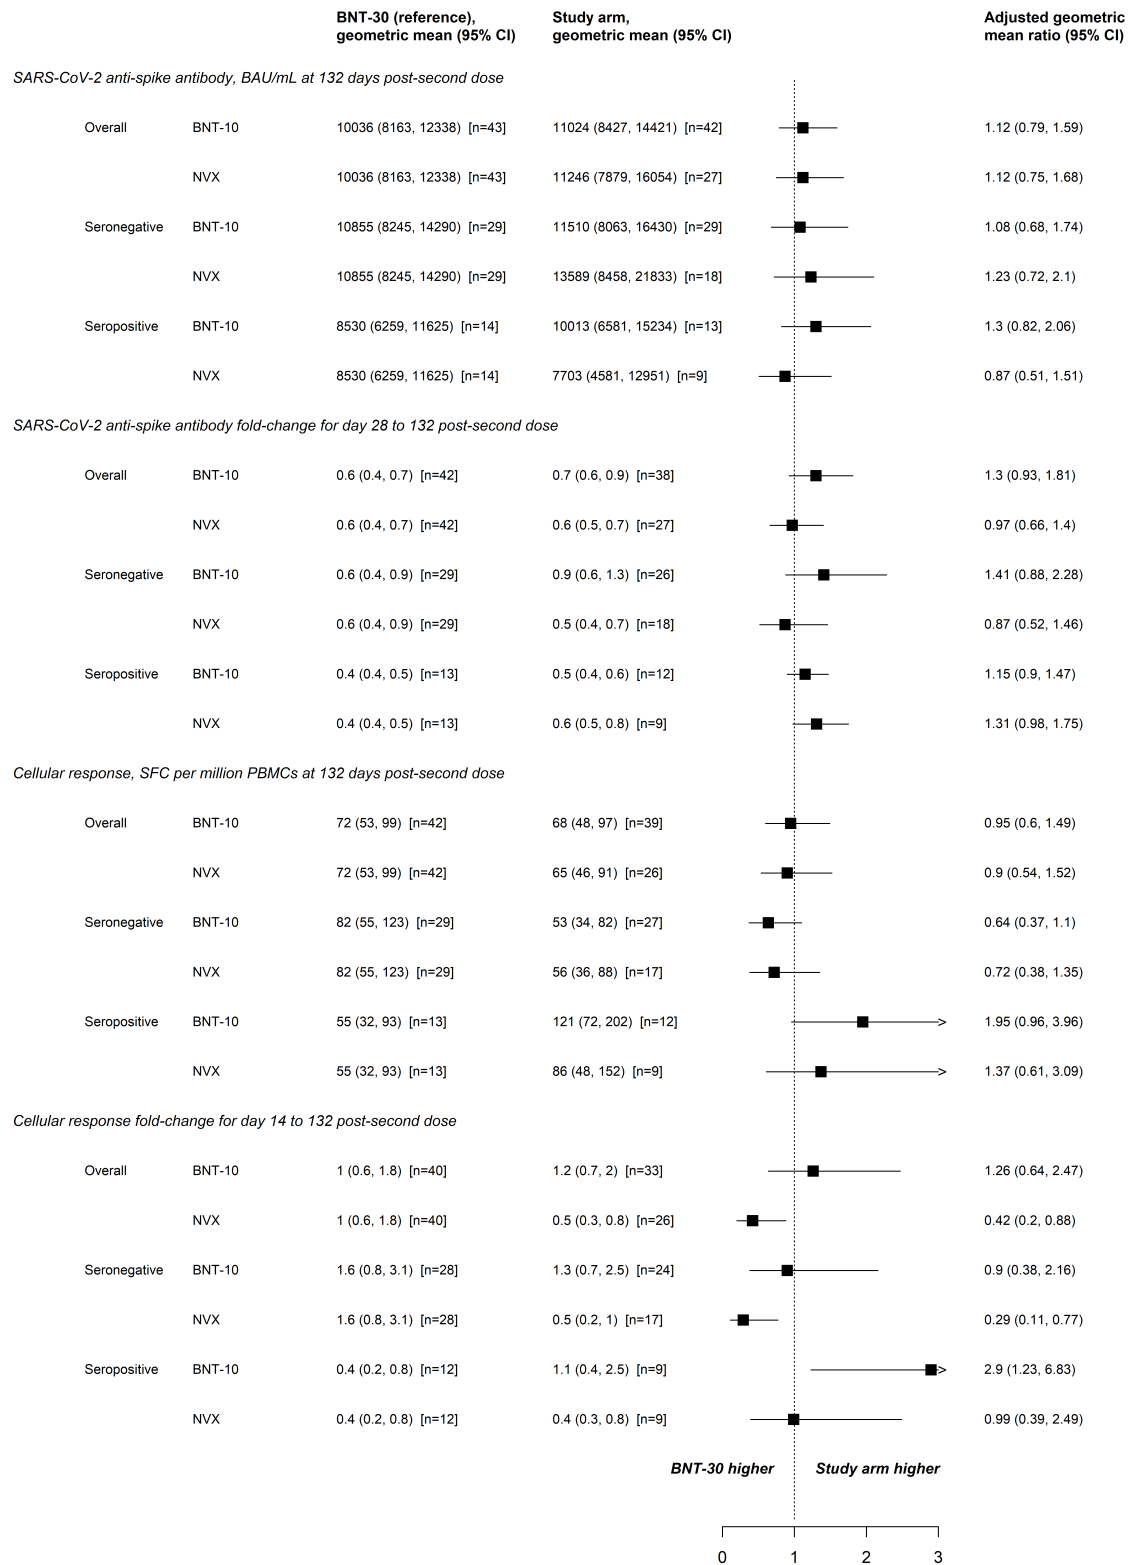 BNT-30 (reference), Study arm, Adjusted geometric
geometric mean (95% CI) geometric mean (95% CI) mean ratio (95% CI)
SARS-CoV-2 anti-spike antibody, BAU/mL at 132 days post-second dose
Overall BNT-10 10036 (8163, 12338) [n=43] 11024 (8427, 14421) [n=42] 1.12 (0.79, 1.59)
NVX 10036 (8163, 12338) [n=43] 11246 (7879, 16054) [n=27] 1.12 (0.75, 1.68)
Seronegative BNT-10 10855 (8245, 14290) [n=29] 11510 (8063, 16430) [n=29] 1.08 (0.68, 1.74)
NVX 10855 (8245, 14290) [n=29] 13589 (8458, 21833) [n=18] 1.23 (0.72, 2.1)
Seropositive BNT-10 8530 (6259, 11625) [n=14] 10013 (6581, 15234) [n=13] 1.3 (0.82, 2.06)
NVX 8530 (6259, 11625) [n=14] 7703 (4581, 12951) [n=9] 0.87 (0.51, 1.51)
SARS-CoV-2 anti-spike antibody fold-change for day 28 to 132 post-second dose
Overall BNT-10 0.6 (0.4, 0.7) [n=42] 0.7 (0.6, 0.9) [n=38] 1.3 (0.93, 1.81)
NVX 0.6 (0.4, 0.7) [n=42] 0.6 (0.5, 0.7) [n=27] 0.97 (0.66, 1.4)
Seronegative BNT-10 0.6 (0.4, 0.9) [n=29] 0.9 (0.6, 1.3) [n=26] 1.41 (0.88, 2.28)
NVX 0.6 (0.4, 0.9) [n=29] 0.5 (0.4, 0.7) [n=18] 0.87 (0.52, 1.46)
Seropositive BNT-10 0.4 (0.4, 0.5) [n=13] 0.5 (0.4, 0.6) [n=12] 1.15 (0.9, 1.47)
NVX 0.4 (0.4, 0.5) [n=13] 0.6 (0.5, 0.8) [n=9] 1.31 (0.98, 1.75)
Cellular response, SFC per million PBMCs at 132 days post-second dose
Overall BNT-10 72 (53, 99) [n=42] 68 (48, 97) [n=39] 0.95 (0.6, 1.49)
NVX 72 (53, 99) [n=42] 65 (46, 91) [n=26] 0.9 (0.54, 1.52)
Seronegative BNT-10 82 (55, 123) [n=29] 53 (34, 82) [n=27] 0.64 (0.37, 1.1)
NVX 82 (55, 123) [n=29] 56 (36, 88) [n=17] 0.72 (0.38, 1.35)
Seropositive BNT-10 55 (32, 93) [n=13] 121 (72, 202) [n=12] 1.95 (0.96, 3.96)
NVX 55 (32, 93) [n=13] 86 (48, 152) [n=9] 1.37 (0.61, 3.09)
Cellular response fold-change for day 14 to 132 post-second dose
Overall BNT-10 1 (0.6, 1.8) [n=40] 1.2 (0.7, 2) [n=33] 1.26 (0.64, 2.47)
NVX 1 (0.6, 1.8) [n=40] 0.5 (0.3, 0.8) [n=26] 0.42 (0.2, 0.88)
Seronegative BNT-10 1.6 (0.8, 3.1) [n=28] 1.3 (0.7, 2.5) [n=24] 0.9 (0.38, 2.16)
NVX 1.6 (0.8, 3.1) [n=28] 0.5 (0.2, 1) [n=17] 0.29 (0.11, 0.77)
Seropositive BNT-10 0.4 (0.2, 0.8) [n=12] 1.1 (0.4, 2.5) [n=9] 2.9 (1.23, 6.83)
NVX 0.4 (0.2, 0.8) [n=12] 0.4 (0.3, 0.8) [n=9] 0.99 (0.39, 2.49)
BNT-30 higher Study arm higher
0 1 2 3